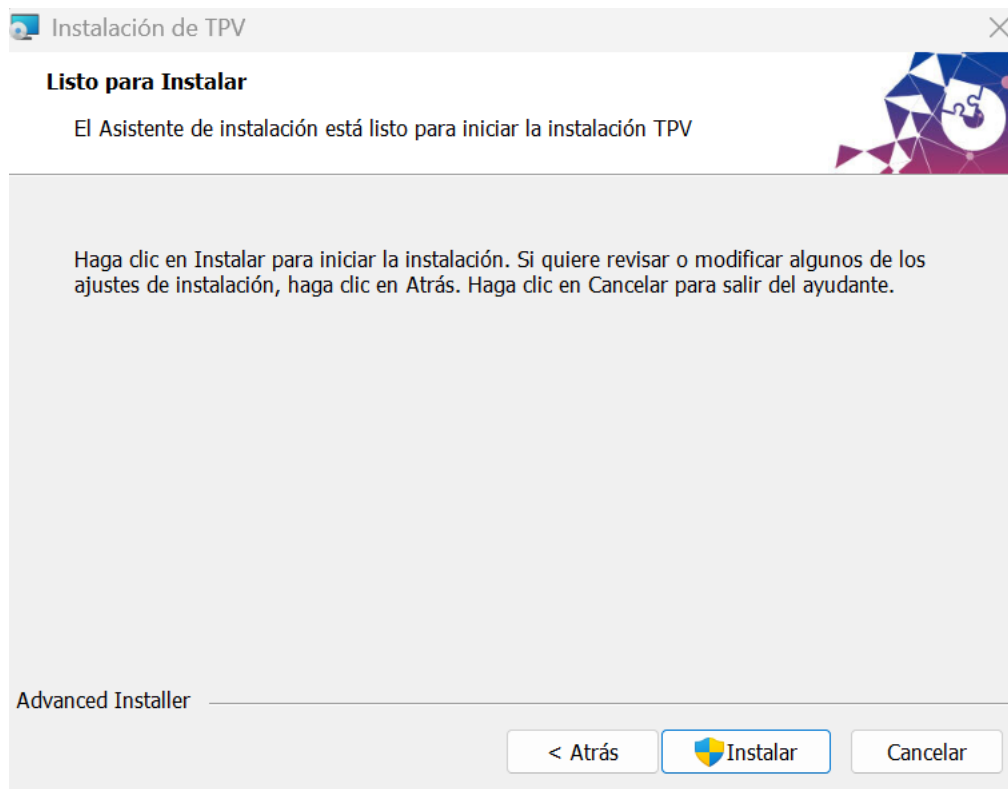 Instalación de TPV
Listo para Instalar
El Asistente de instalación está listo para iniciar la instalación TPV
Haga clic en Instalar para iniciar la instalación. Si quiere revisar o modificar algunos de los
ajustes de instalación, haga clic en Atrás. Haga clic en Cancelar para salir del ayudante.
Advanced Installer
< Atrás
Instalar
Cancelar